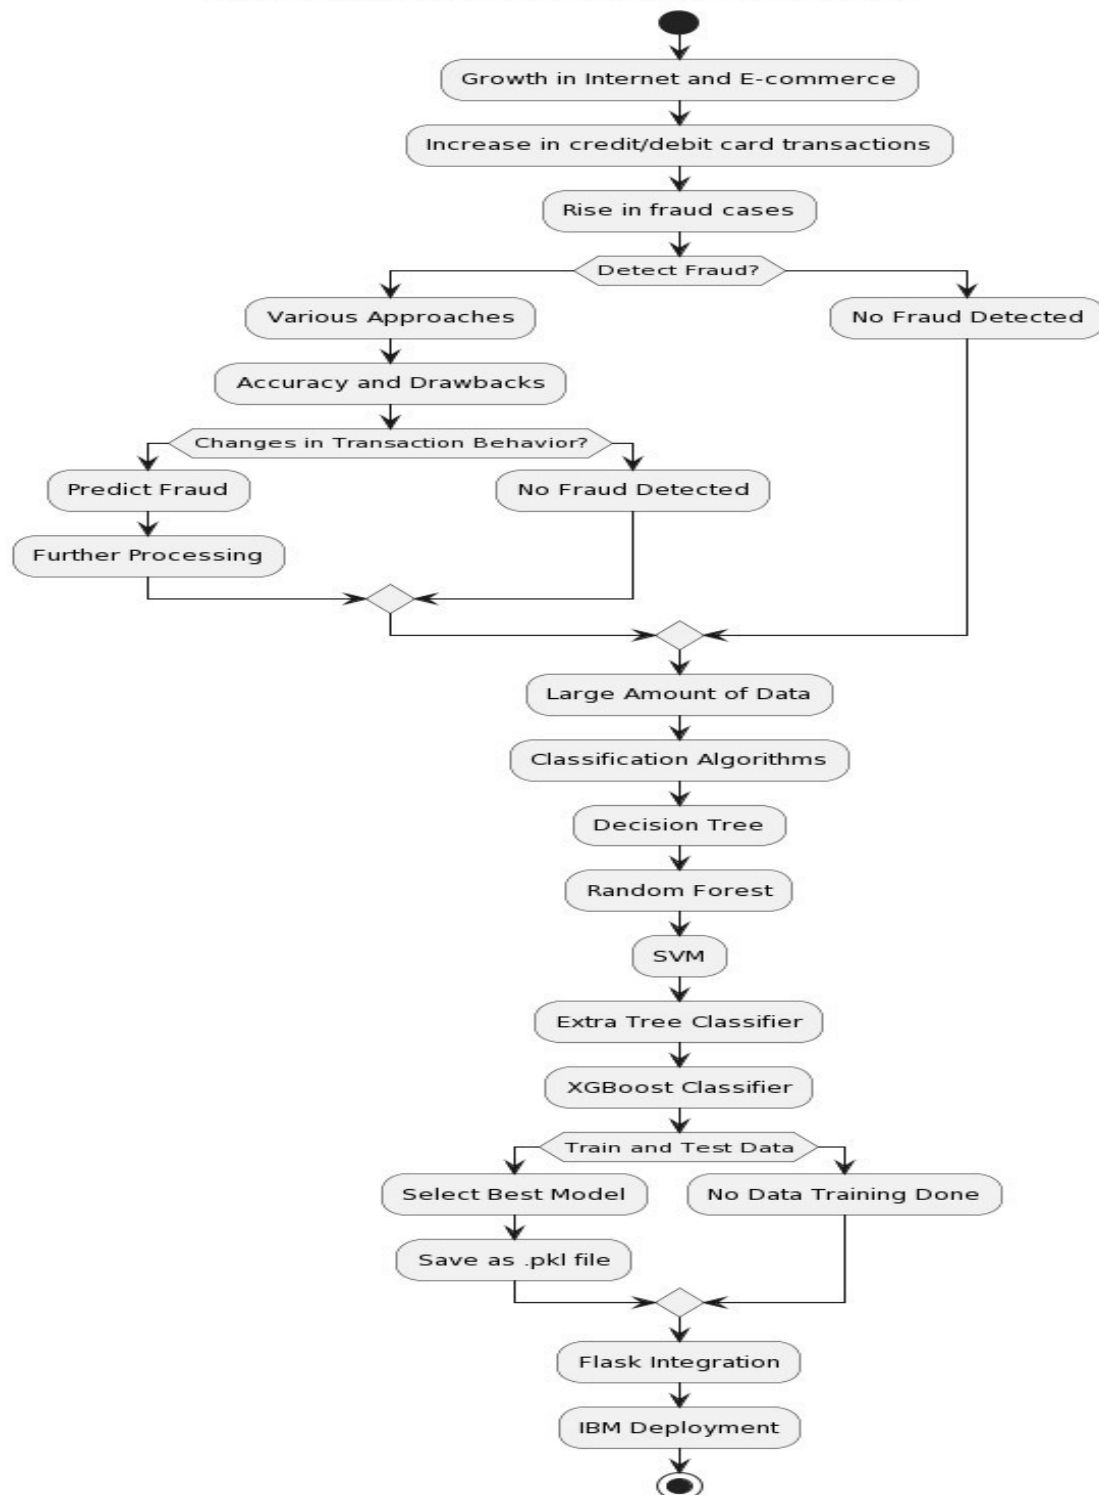 Growth in Internet and E-commerce
Increase in credit/debit card transactions
Rise in fraud cases
Detect Fraud?
Various Approaches
No Fraud Detected
Accuracy and Drawbacks
Changes in Transaction Behavior?
Predict Fraud
No Fraud Detected
Further Processing
Large Amount of Data
Classification Algorithms
Decision Tree
Random Forest
SVM
Extra Tree Classifier
XGBoost Classifier
Train and Test Data
Select Best Model
No Data Training Done
Save as .pkl file
Flask Integration
IBM Deployment